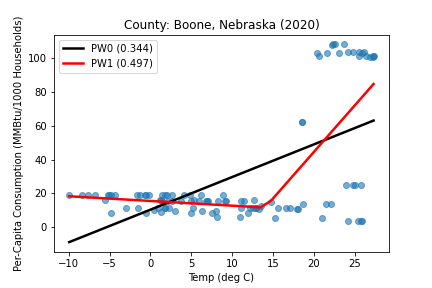 County: Boone, Nebraska (2020)
PW0 (0.344)
PW1 (0.497)
Per-Capita Consumption (MMBtu/1000 Households)
100
80
60
40
20
0
−10 −5 0 5 10 15 20 25
Temp (deg C)